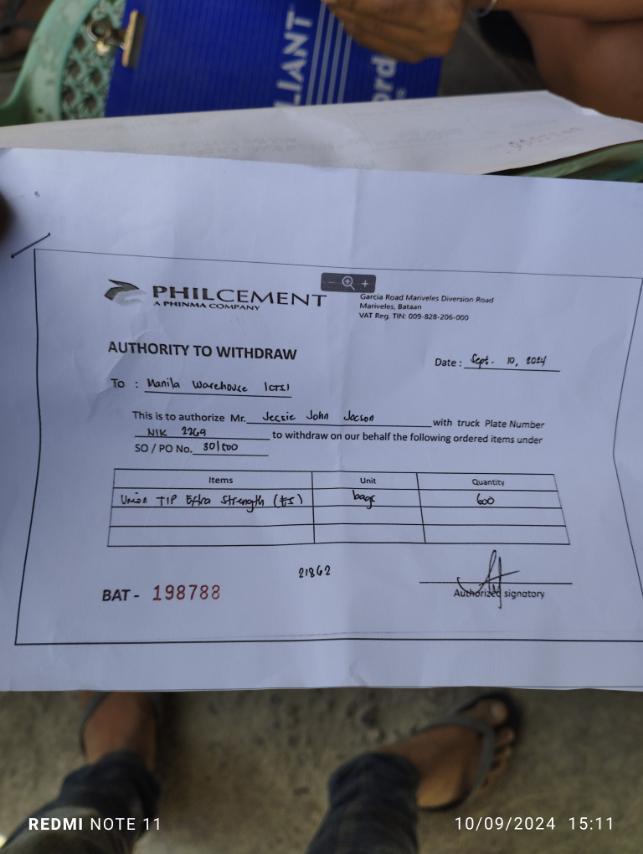 LIANT
ord
PHILCEMENT
A PHINMA COMPANY
Garcia Road Mariveles Diversion Road
Mariveles, Bataan
VAT Reg. TIN: 009-828-206-000
AUTHORITY TO WITHDRAW
Date: Sept. 10, 2024
To : Manila Warehouse
This is to authorize Mr. Jessie John Jacson with truck Plate Number
NIK 2269 to withdraw on our behalf the following ordered items under
SO / PO No.
Items Unit Quantity
Union TIP Extra Strength bags 600
21862
BAT - 198788
Authorized signatory
REDMI NOTE 11
10/09/2024 15:11